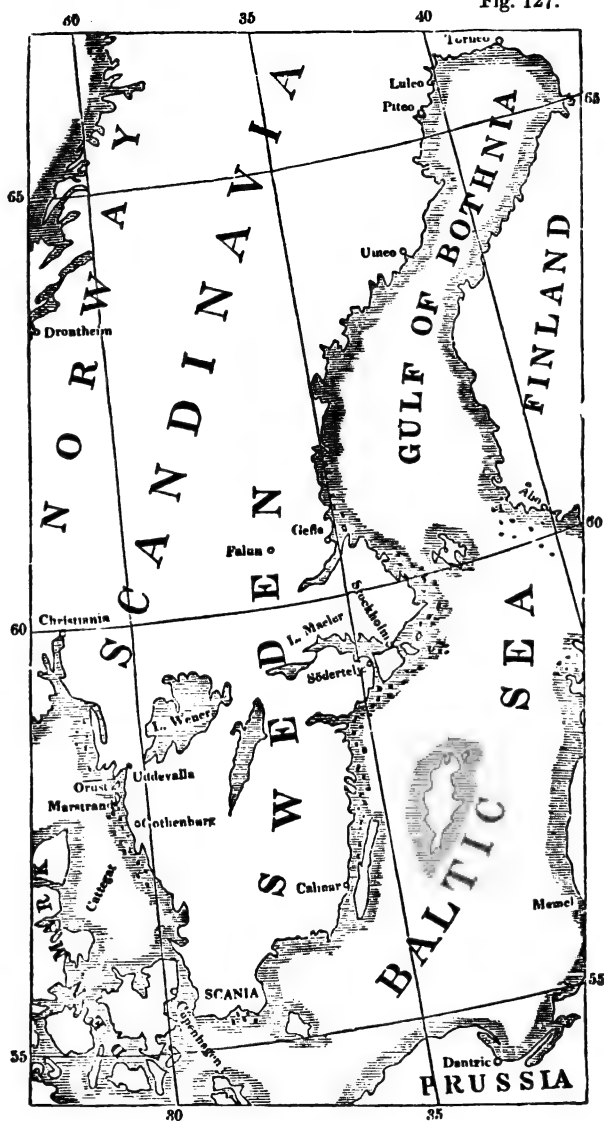 Fig. 127.
60
35
40
Torneo
Luleo
Piteo
65
65
NORWAY
SCANDINAVIA
GULF OF BOTHNIA
Umeo
FINLAND
Drontheim
Abo
60
Gefle
Falun
Stockholm
Christiania
60
L. Maeler
Södertelje
SWEDEN
SEA
L. Wener
Uddevalla
Orust
Marstrand
Gothenburg
Cattegat
Calmar
BALTIC
Memel
55
SCANIA
Copenhagen
55
Dantzic
PRUSSIA
30
35